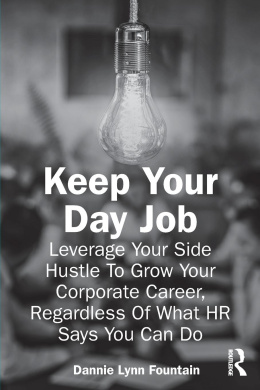 Keep Your
Day Job
Leverage Your Side
Hustle To Grow Your
Corporate Career,
Regardless Of What HR
Says You Can Do
Dannie Lynn Fountain
ROUTLEDGE